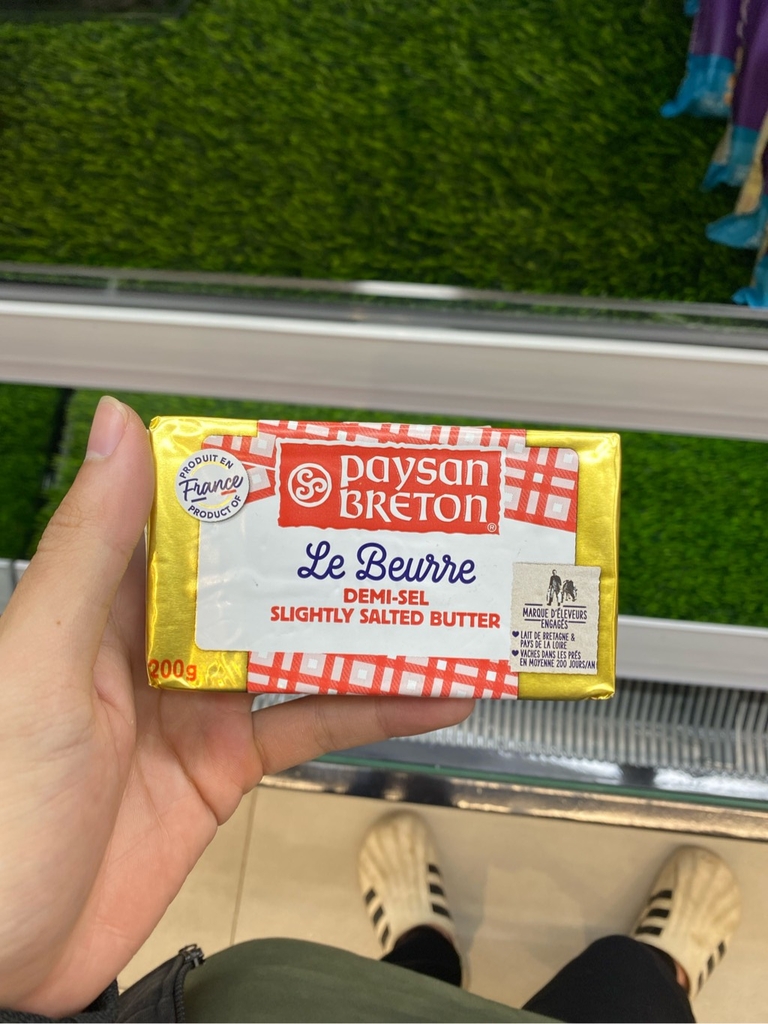 PRODUIT EN
France
PRODUCT OF
paysan
BRETON®
Le Beurre
DEMI-SEL
SLIGHTLY SALTED BUTTER
200g
MARQUE D'ÉLEVEURS
ENGAGÉS
LAIT DE BRETAGNE &
PAYS DE LA LOIRE
VACHES DANS LES PRÉS
EN MOYENNE 200 JOURS/AN